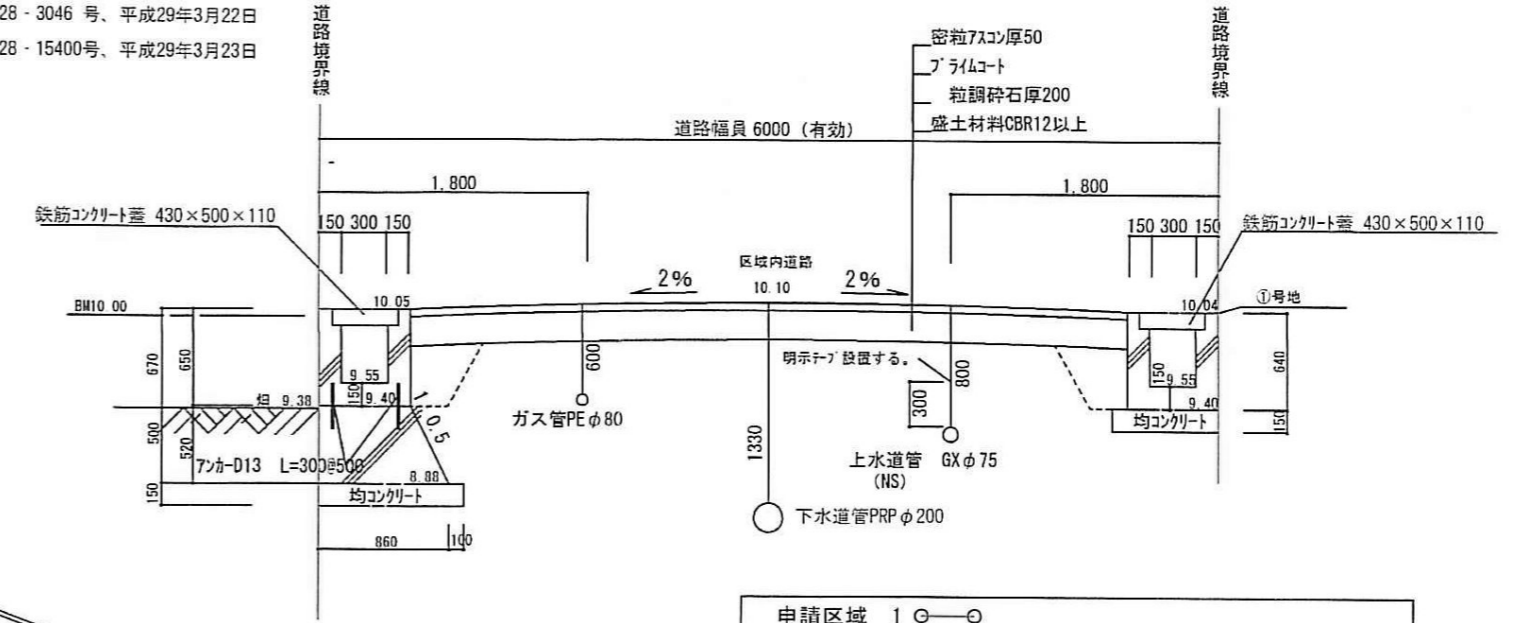 28 - 3046 号、平成29年3月22日
28 - 15400号、平成29年3月23日
道路境界線
道路境界線
密粒アスコン厚50
プライムコート
粒調砕石厚200
盛土材料CBR12以上
道路幅員 6000 (有効)
1,800
1,800
鉄筋コンクリート蓋 430×500×110
150 300 150
150 300 150
鉄筋コンクリート蓋 430×500×110
区域内道路
2%
10.10
2%
BM10.00
10.05
10.04
①号地
670
650
600
明示テープ設置する。
800
640
9.55
150
畑 9.38
9.40
150
9.55
9.40
300
1
0.5
ガス管PEφ80
均コンクリート
150
500
520
1330
上水道管 GXφ75
(NS)
アンカーD13 L=300@500
8.88
150
均コンクリート
下水道管PRPφ200
860
100
申請区域 1